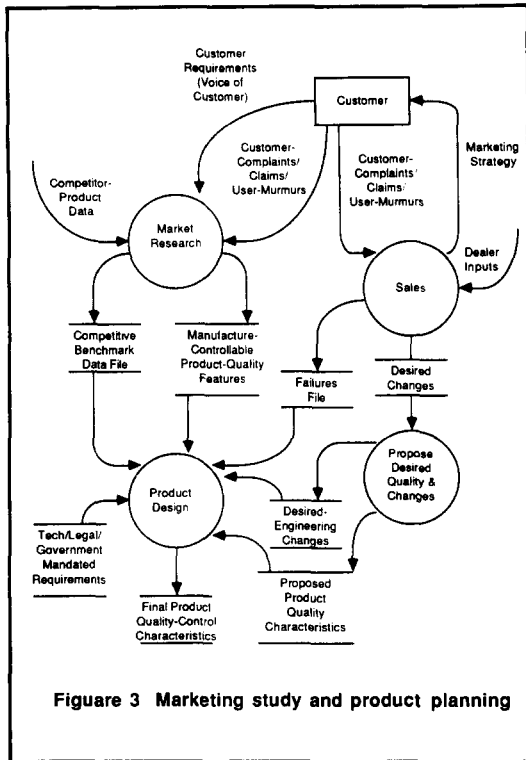 Customer
Requirements
(Voice of
Customer)
Customer
Customer-
Complaints/
Claims/
User-Murmurs
Customer-
Complaints/
Claims/
User-Murmurs
Marketing
Strategy
Competitor-
Product
Data
Market
Research
Dealer
Inputs
Sales
Competitive
Benchmark
Data File
Manufacture-
Controllable
Product-Quality
Features
Failures
File
Desired
Changes
Propose
Desired
Quality &
Changes
Product
Design
Desired-
Engineering
Changes
Tech/Legal/
Government
Mandated
Requirements
Final Product
Quality-Control
Characteristics
Proposed
Product
Quality
Characteristics
Figuare 3 Marketing study and product planning